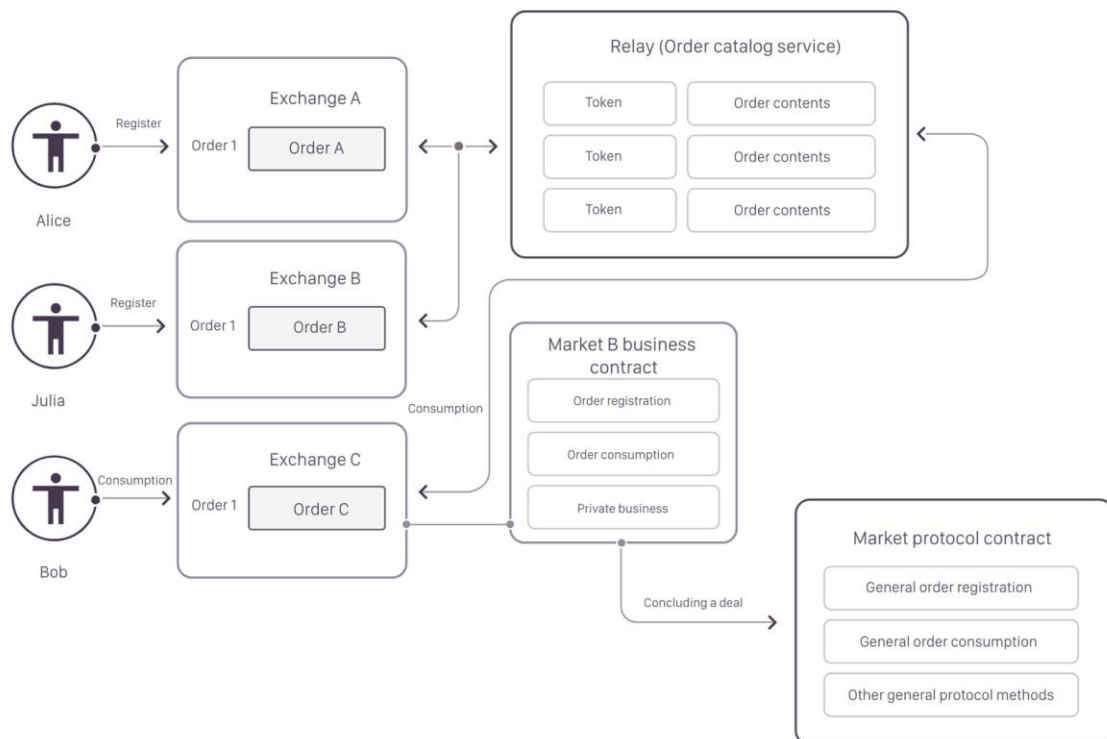 Relay (Order catalog service)
Token
Order contents
Token
Order contents
Token
Order contents
Exchange A
Register
Order 1
Order A
Alice
Exchange B
Register
Order 1
Order B
Julia
Market B business
contract
Order registration
Order consumption
Private business
Consumption
Exchange C
Consumption
Order 1
Order C
Bob
Concluding a deal
Market protocol contract
General order registration
General order consumption
Other general protocol methods